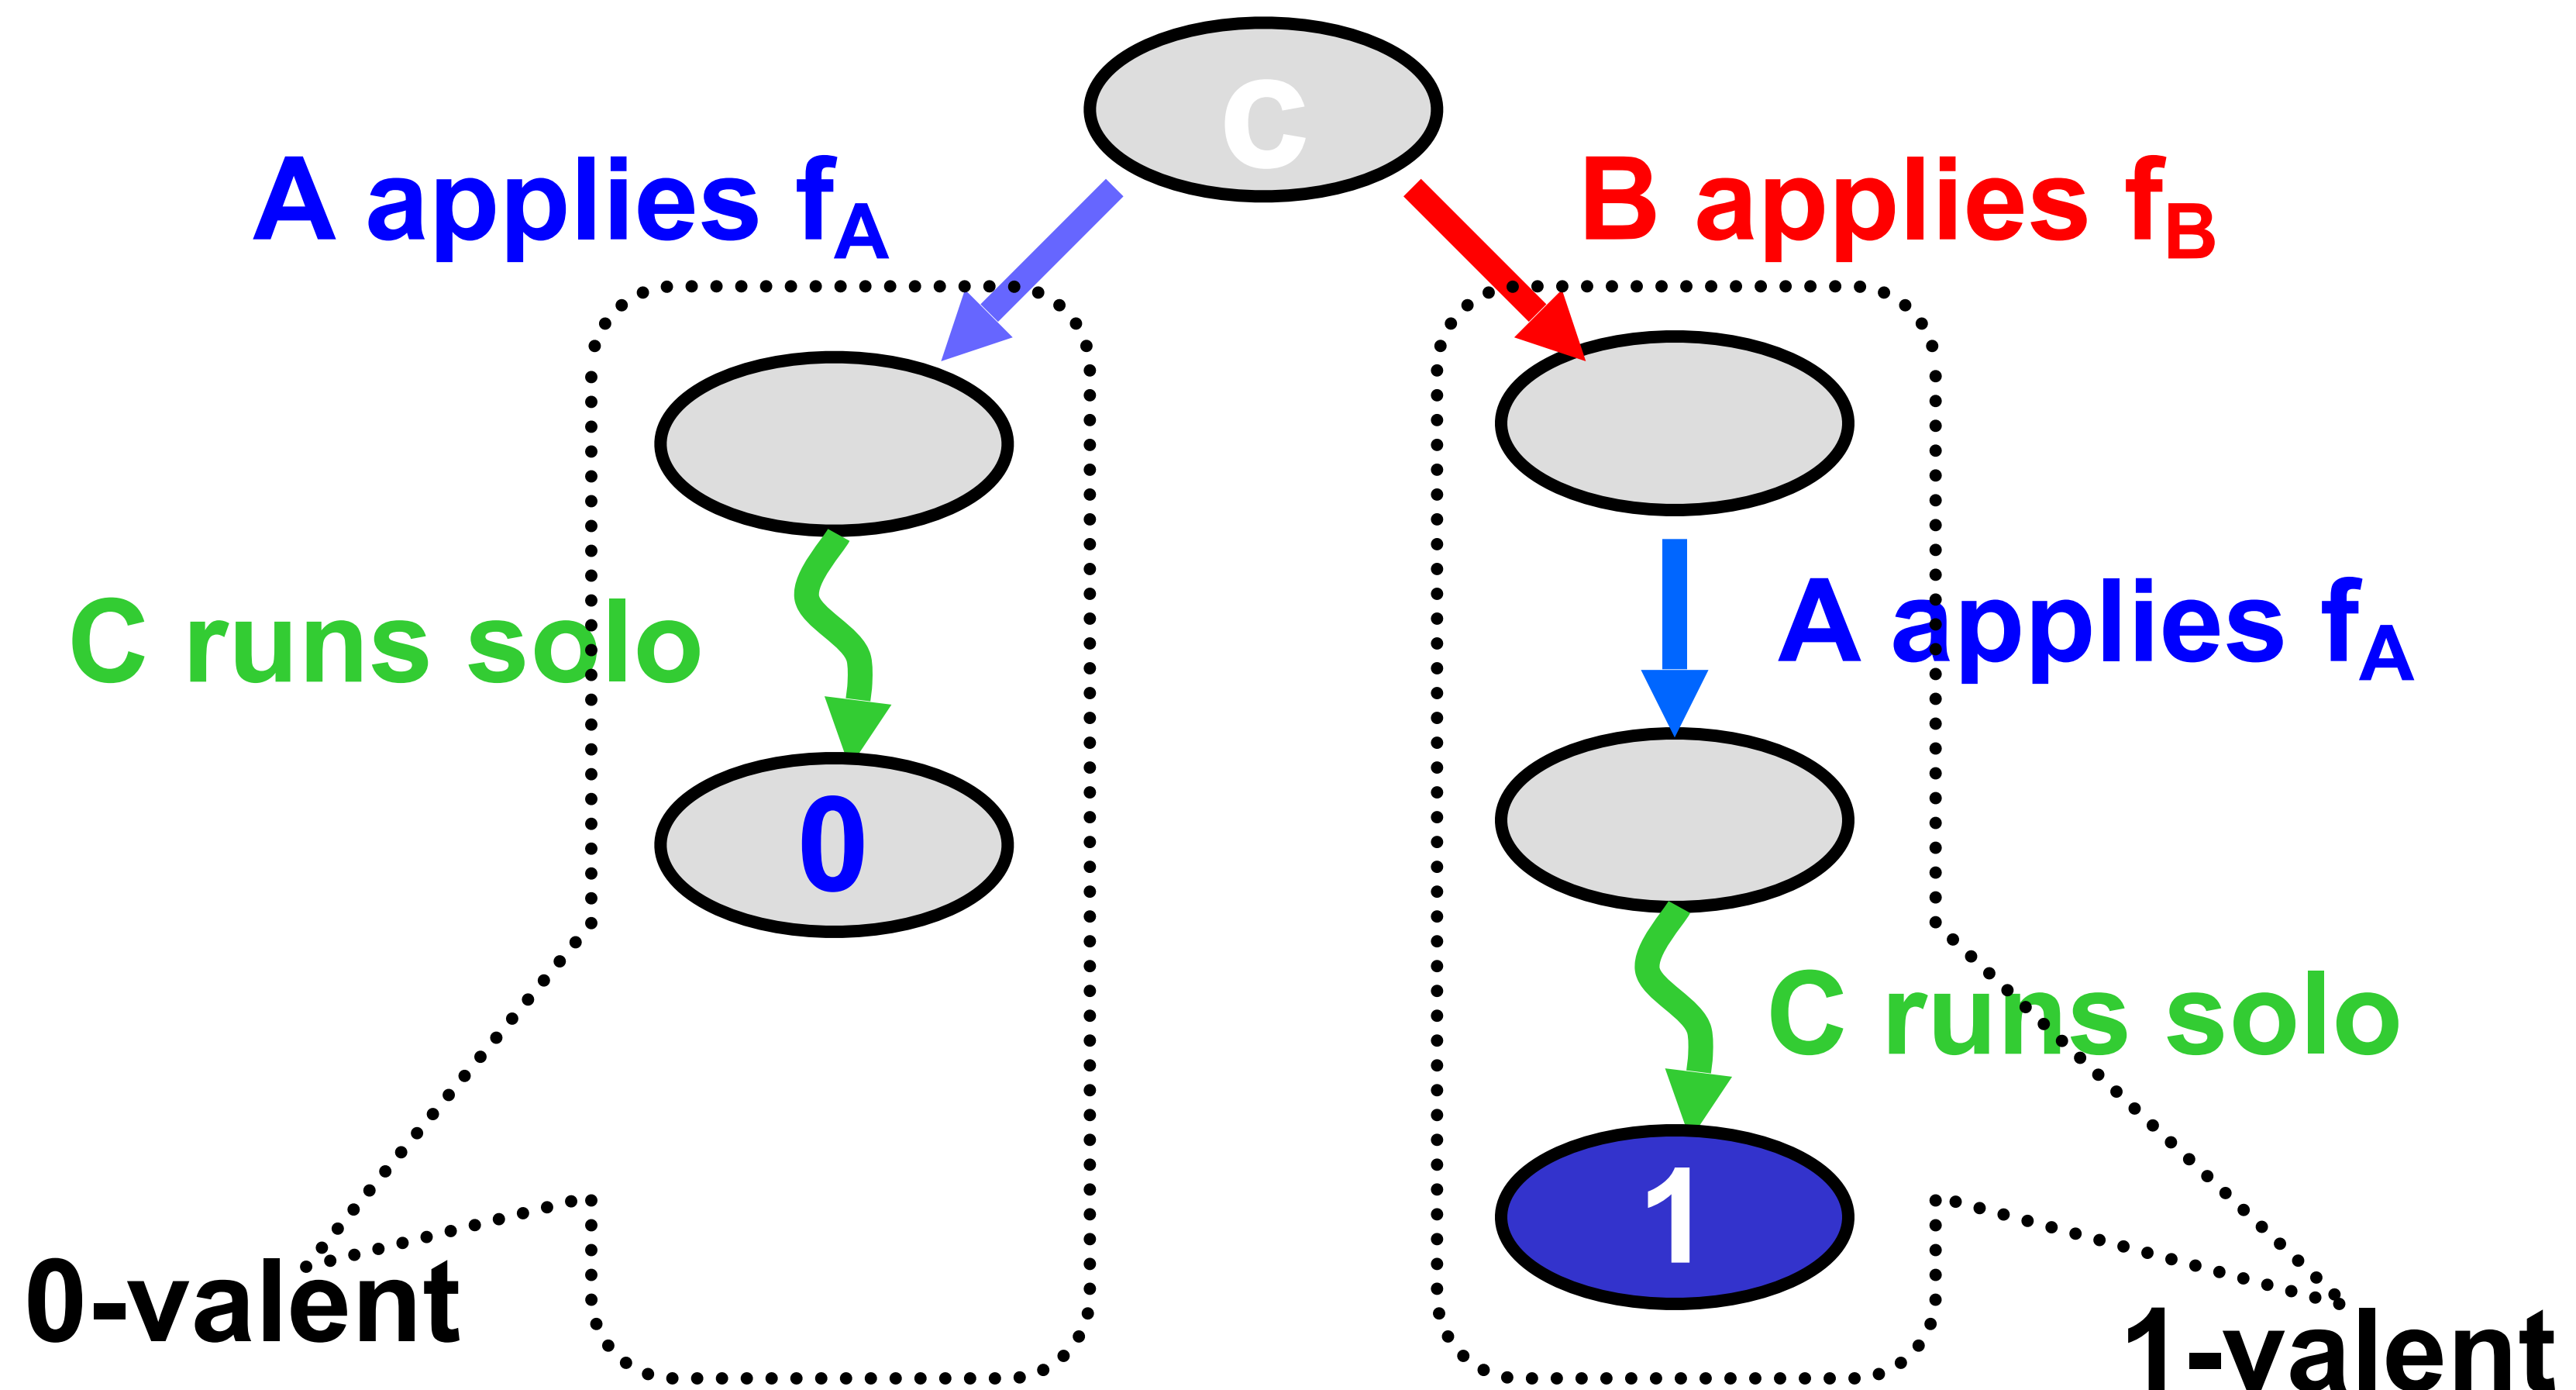 c
A applies fA
B applies fB
C runs solo
A applies fA
0
C runs solo
1
0-valent
1-valent